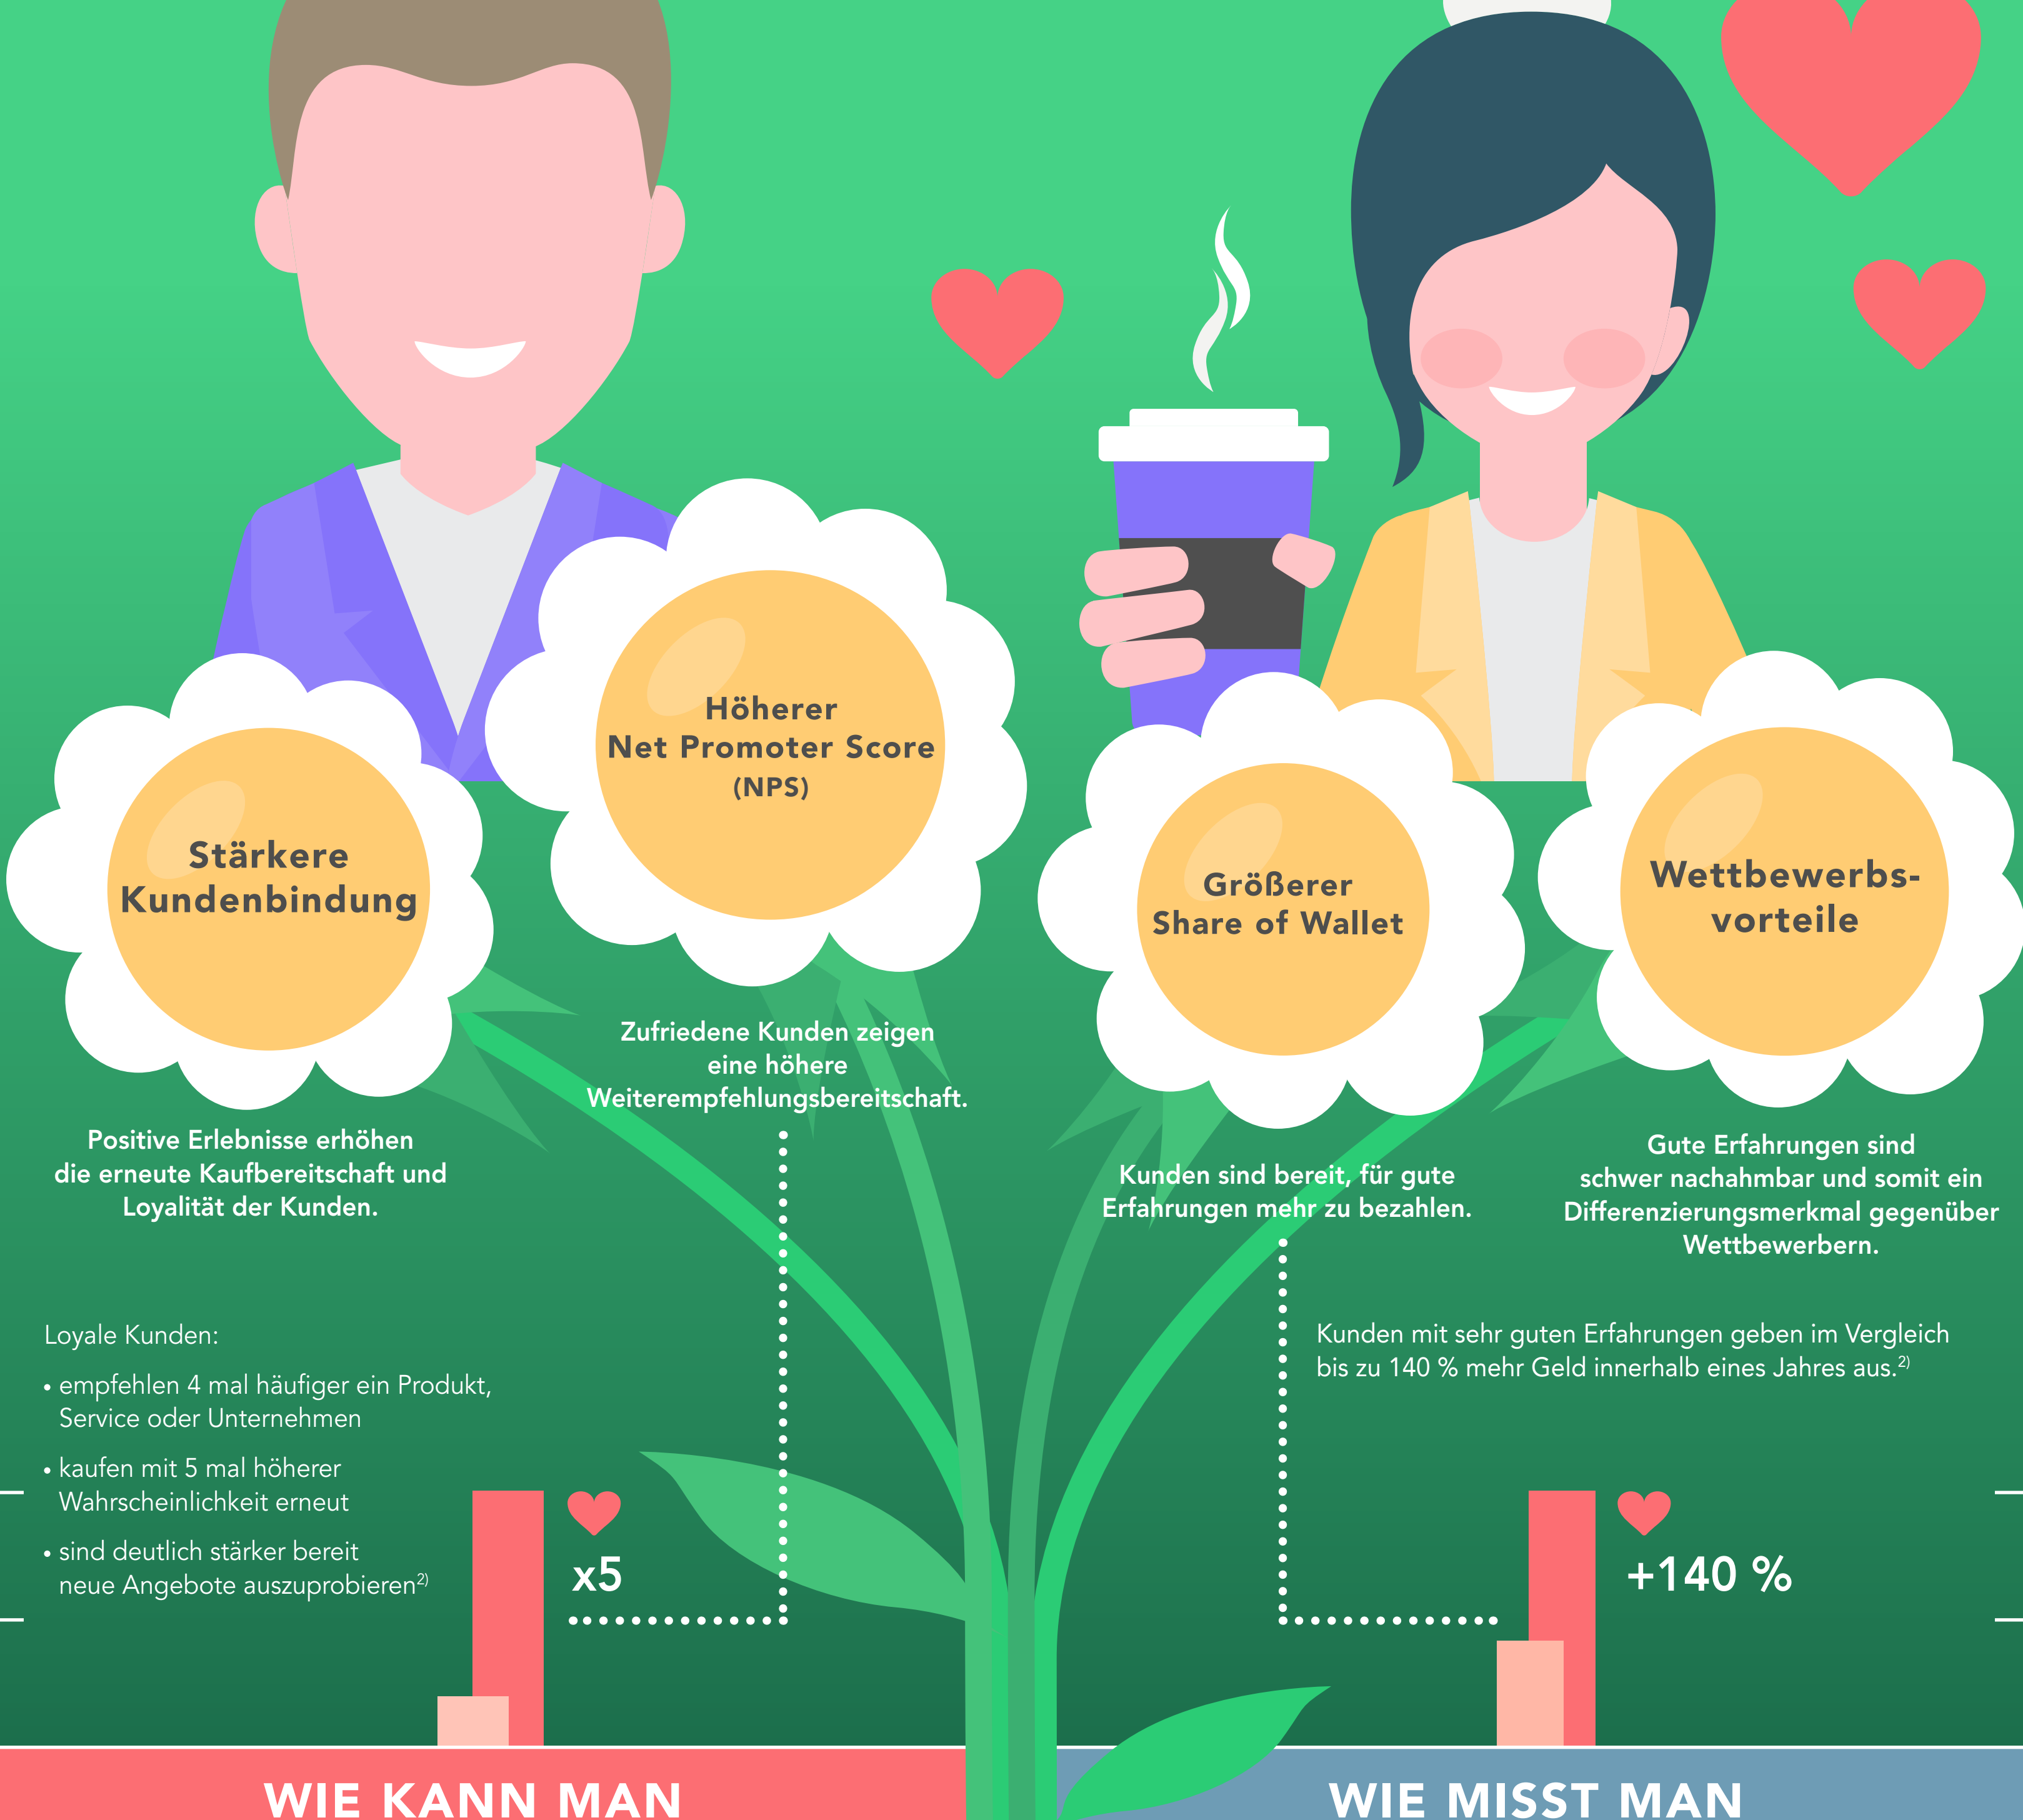 Höherer
Net Promoter Score
(NPS)
Stärkere
Kundenbindung
Größerer
Share of Wallet
Wettbewerbs-
vorteile
Zufriedene Kunden zeigen
eine höhere
Weiterempfehlungsbereitschaft.
Positive Erlebnisse erhöhen
die erneute Kaufbereitschaft und
Loyalität der Kunden.
Kunden sind bereit, für gute
Erfahrungen mehr zu bezahlen.
Gute Erfahrungen sind
schwer nachahmbar und somit ein
Differenzierungsmerkmal gegenüber
Wettbewerbern.
Loyale Kunden:
• empfehlen 4 mal häufiger ein Produkt,
Service oder Unternehmen
• kaufen mit 5 mal höherer
Wahrscheinlichkeit erneut
• sind deutlich stärker bereit
neue Angebote auszuprobieren2)
x5
Kunden mit sehr guten Erfahrungen geben im Vergleich
bis zu 140 % mehr Geld innerhalb eines Jahres aus.2)
+140 %
WIE KANN MAN
WIE MISST MAN